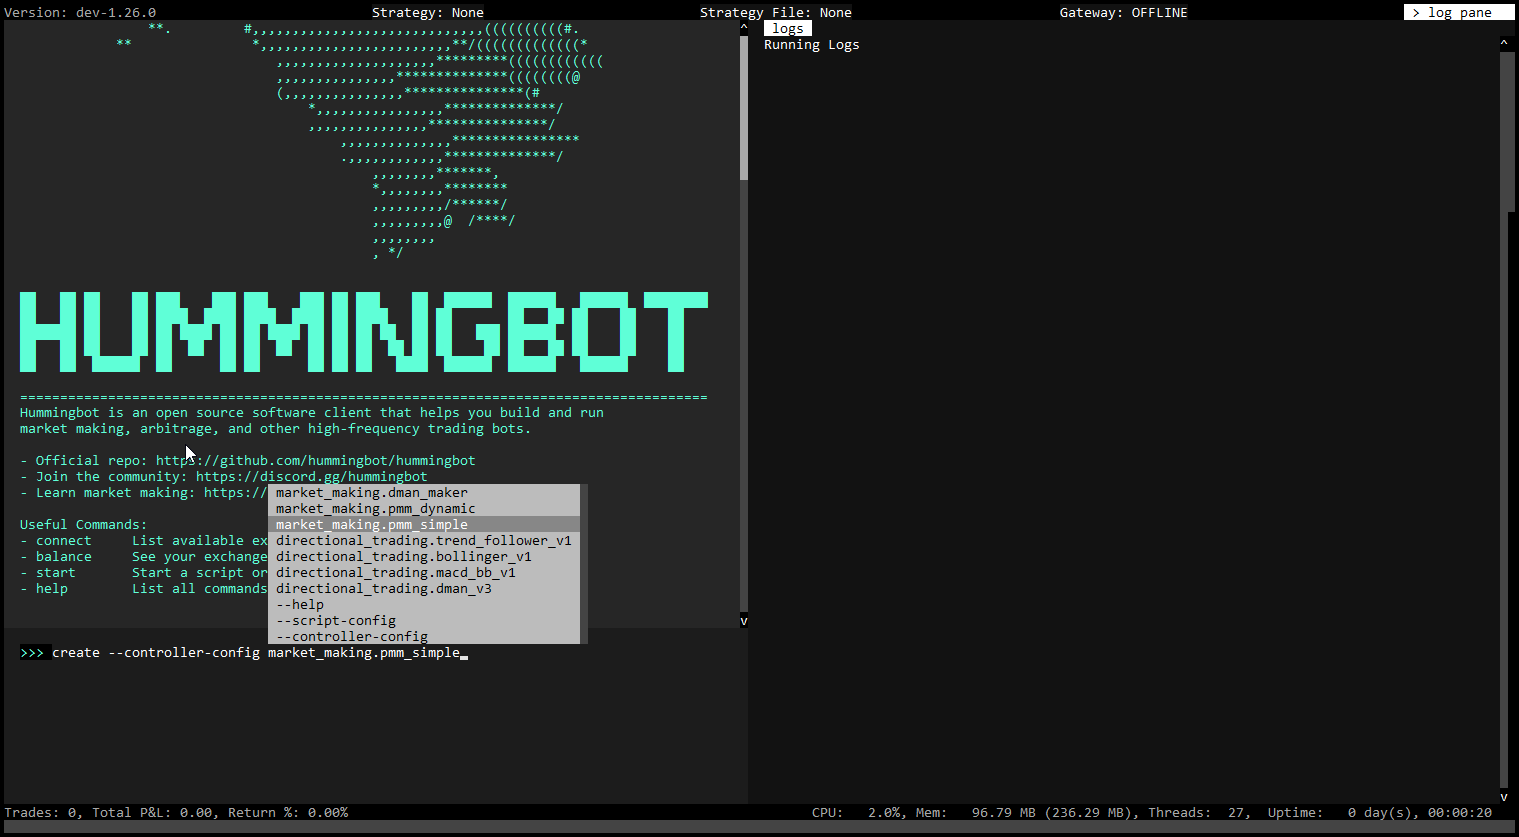 Version: dev-1.26.0 Strategy: None Strategy File: None Gateway: OFFLINE > log pane
HUMMINGBOT
=====================================================================================
Hummingbot is an open source software client that helps you build and run
market making, arbitrage, and other high-frequency trading bots.
- Official repo: https://github.com/hummingbot/hummingbot
- Join the community: https://discord.gg/hummingbot
- Learn market making: https://
Useful Commands:
- connect List available ex
- balance See your exchange
- start Start a script or
- help List all commands
market_making.dman_maker
market_making.pmm_dynamic
market_making.pmm_simple
directional_trading.trend_follower_v1
directional_trading.bollinger_v1
directional_trading.macd_bb_v1
directional_trading.dman_v3
--help
--script-config
--controller-config
>>> create --controller-config market_making.pmm_simple
logs
Running Logs
Trades: 0, Total P&L: 0.00, Return %: 0.00% CPU: 2.0%, Mem: 96.79 MB (236.29 MB), Threads: 27, Uptime: 0 day(s), 00:00:20